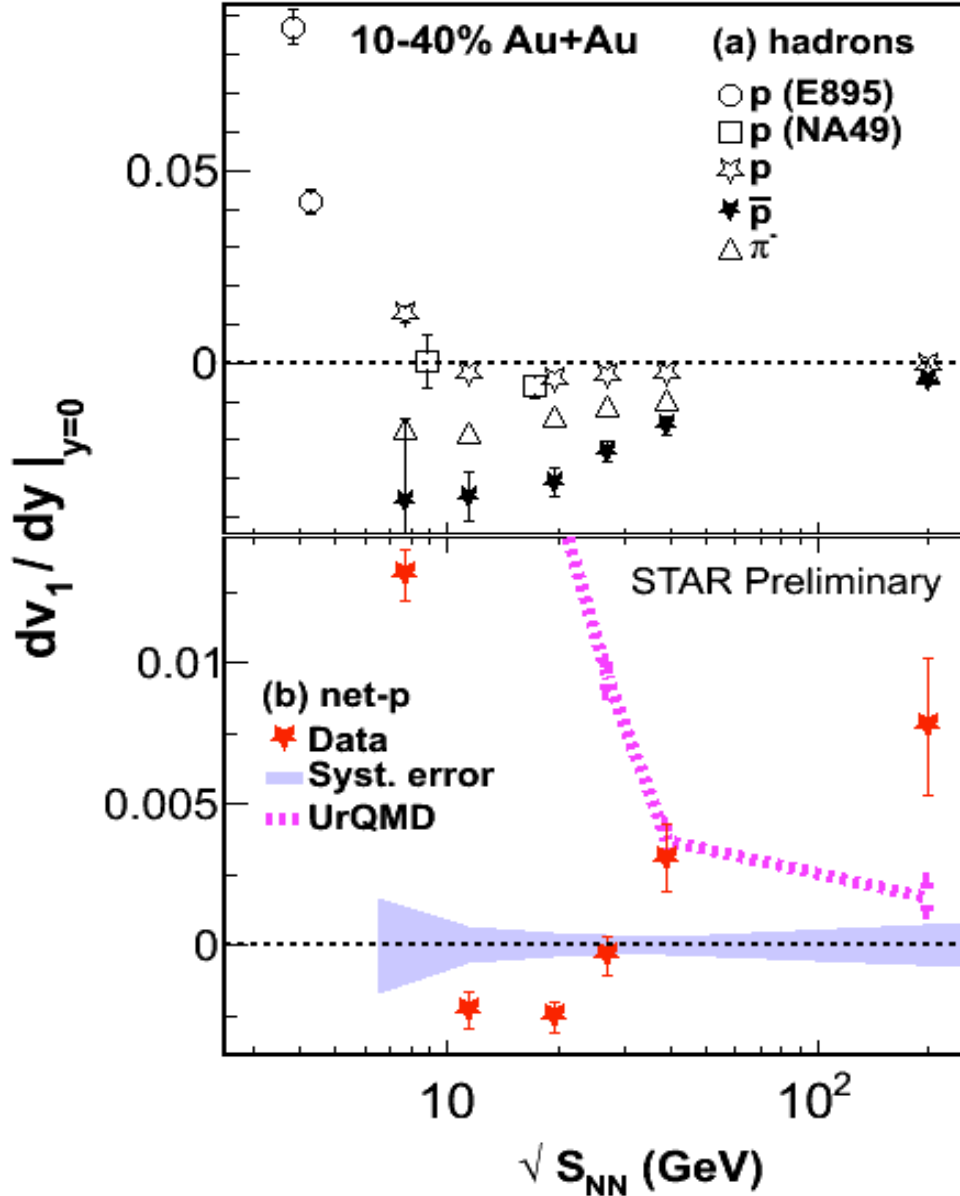 10-40% Au+Au
(a) hadrons
p (E895)
p (NA49)
p
p̅
π⁻
0.05
0
dv₁ / dy |y=0
STAR Preliminary
0.01
(b) net-p
Data
Syst. error
UrQMD
0.005
0
10
10²
√ S_NN (GeV)